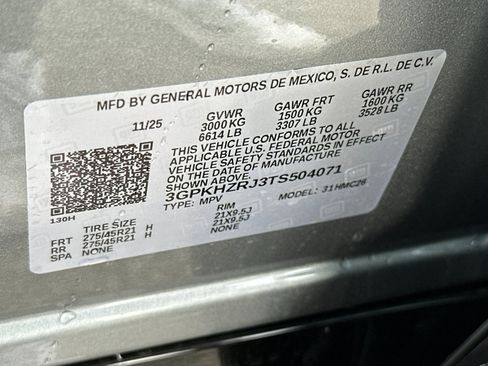 MFD BY GENERAL MOTORS DE MEXICO, S. DE R.L. DE C.V.
11/25 GVWR GAWR FRT GAWR RR
3000 KG 1500 KG 1600 KG
6614 LB 3307 LB 3528 LB
THIS VEHICLE CONFORMS TO ALL
APPLICABLE U.S. FEDERAL MOTOR
VEHICLE SAFETY STANDARDS IN EFFECT
ON THE DATE OF MANUFACTURE
3GPKHZRJ3TS504071
TYPE: MPV MODEL: 31HMC26
130H
TIRE SIZE RIM
FRT 275/45R21 H 21X9.5J
RR 275/45R21 H 21X9.5J
SPA NONE NONE